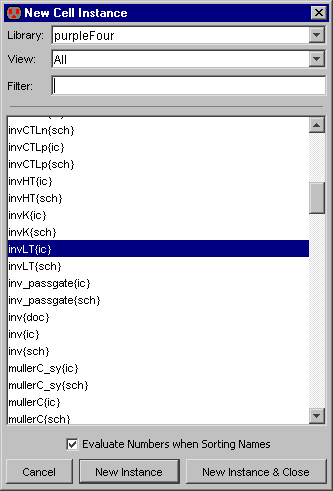 New Cell Instance
Library: purpleFour
View: All
Filter:
invCTLn{sch}
invCTLp{ic}
invCTLp{sch}
invHT{ic}
invHT{sch}
invK{ic}
invK{sch}
invLT{ic}
invLT{sch}
inv_passgate{ic}
inv_passgate{sch}
inv{doc}
inv{ic}
inv{sch}
mullerC_sy{ic}
mullerC_sy{sch}
mullerC{ic}
mullerC{sch}
Evaluate Numbers when Sorting Names
Cancel New Instance New Instance & Close